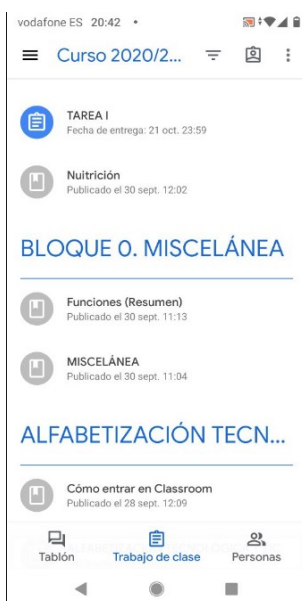 vodafone ES 20:42 •
Curso 2020/2...
TAREA I
Fecha de entrega: 21 oct. 23:59
Nuitrición
Publicado el 30 sept. 12:02
BLOQUE 0. MISCELÁNEA
Funciones (Resumen)
Publicado el 30 sept. 11:13
MISCELÁNEA
Publicado el 30 sept. 11:04
ALFABETIZACIÓN TECN...
Cómo entrar en Classroom
Publicado el 28 sept. 12:09
Tablón Trabajo de clase Personas